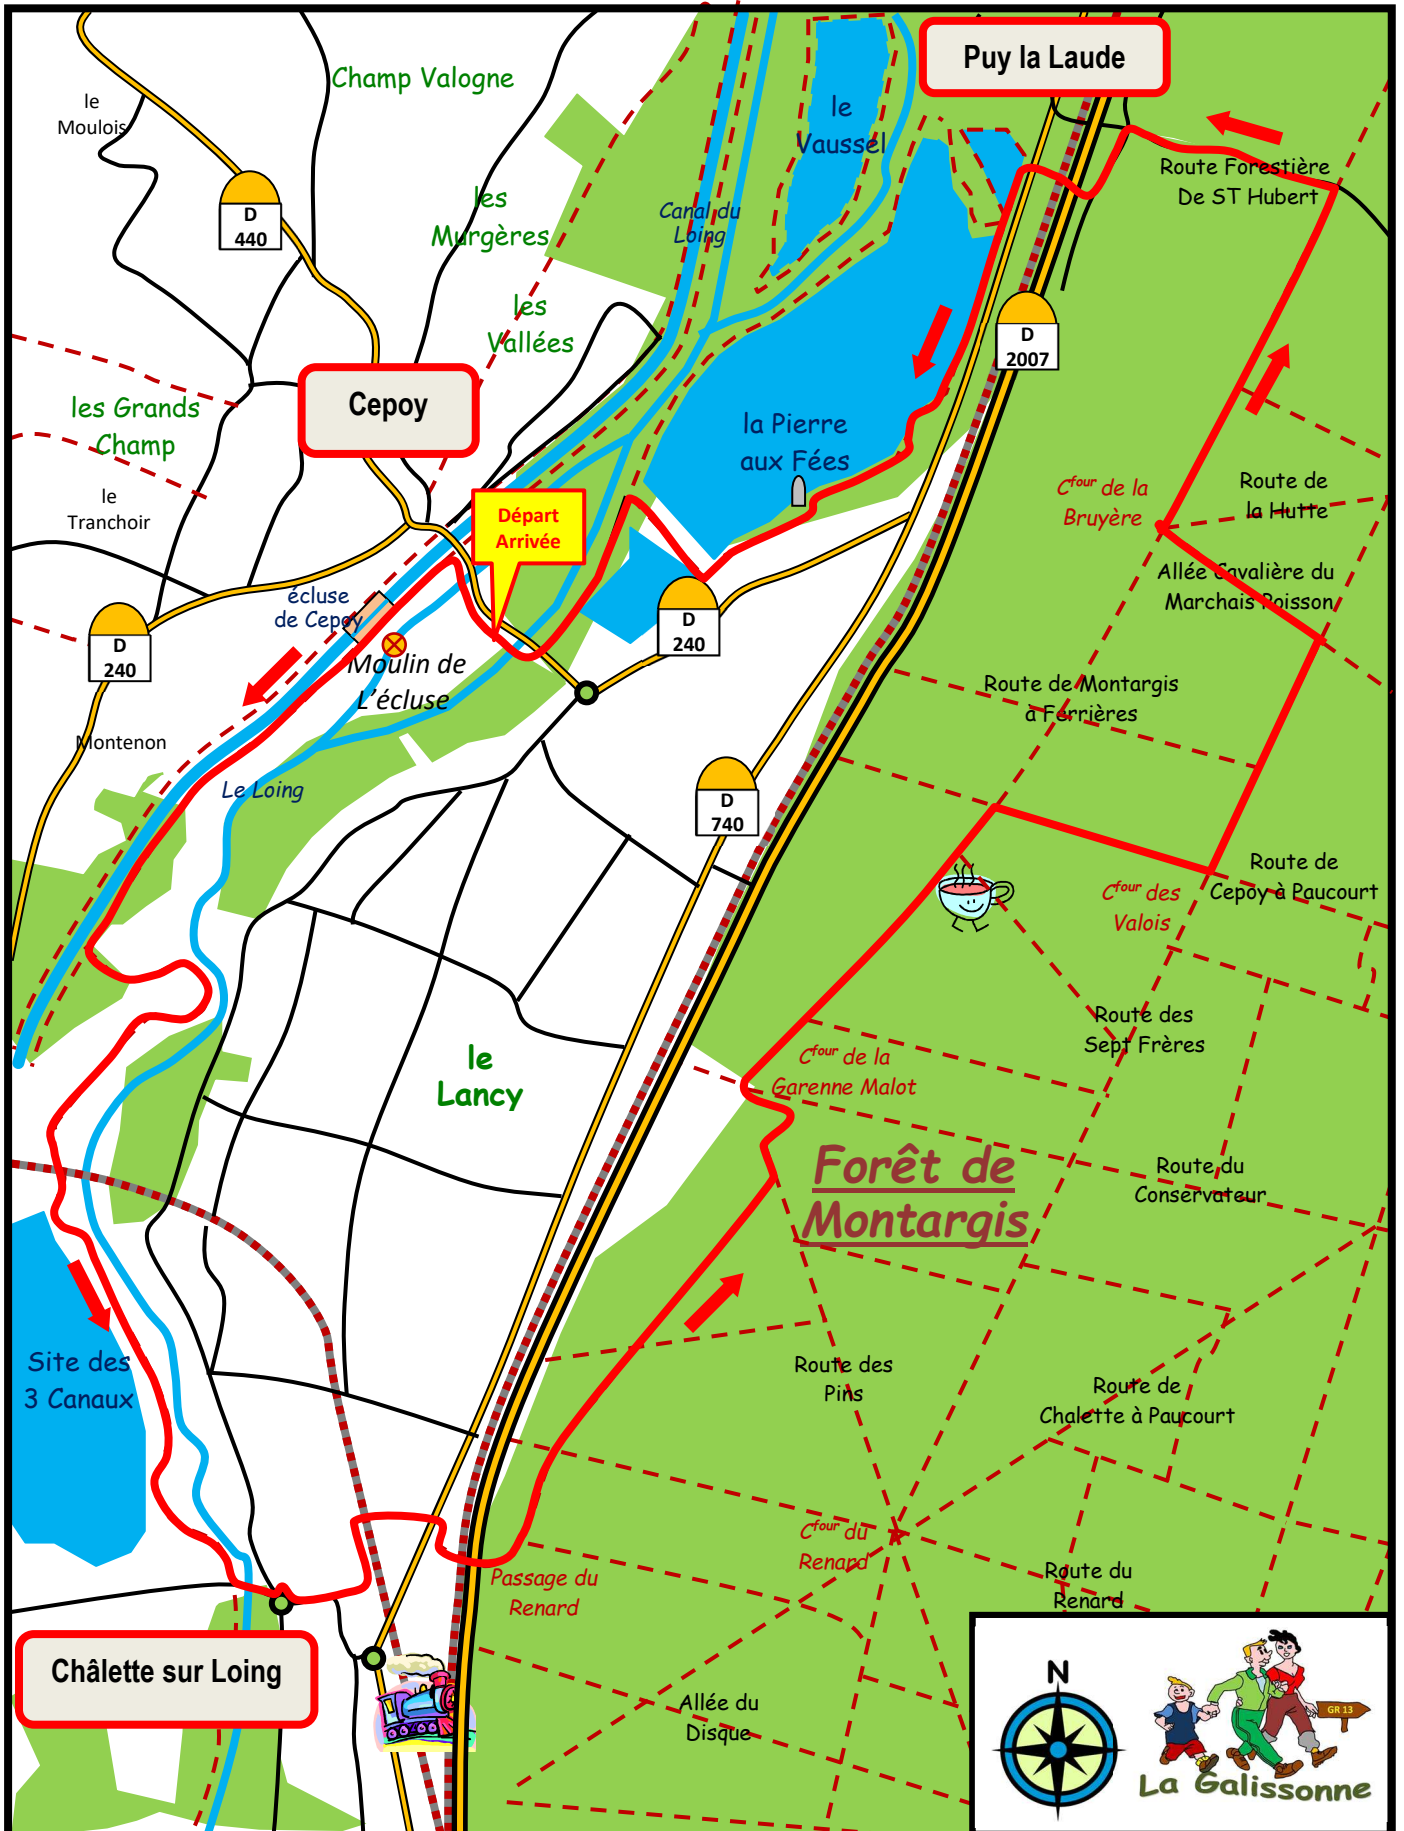 Puy la Laude
Champ Valogne
le
Moulois
le
Vaussel
Route Forestière
De ST Hubert
D
440
les
Murgères
Canal du
Loing
les
Vallées
D
2007
Cepoy
les Grands
Champ
la Pierre
aux Fées
le
Tranchoir
Départ
Arrivée
Cfour de la
Bruyère
Route de
la Hutte
Allée Cavalière du
Marchais Poisson
écluse
de Cepoy
D
240
D
240
Moulin de
L'écluse
Route de Montargis
à Ferrières
Montenon
Le Loing
D
740
Route de
Cepoy à Paucourt
Cfour des
Valois
Route des
Sept Frères
le
Lancy
Cfour de la
Garenne Malot
Forêt de
Montargis
Route du
Conservateur
Site des
3 Canaux
Route des
Pins
Route de
Chalette à Paucourt
Cfour du
Renard
Passage du
Renard
Route du
Renard
Châlette sur Loing
Allée du
Disque
N
GR 13
La Galissonne